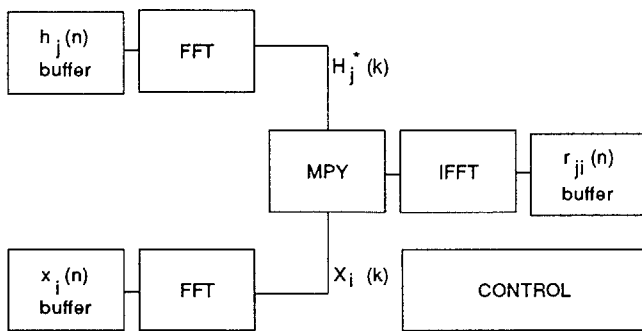 h_j(n)
buffer
FFT
H_j^*(k)
MPY
IFFT
r_ji(n)
buffer
x_i(n)
buffer
FFT
X_i(k)
CONTROL